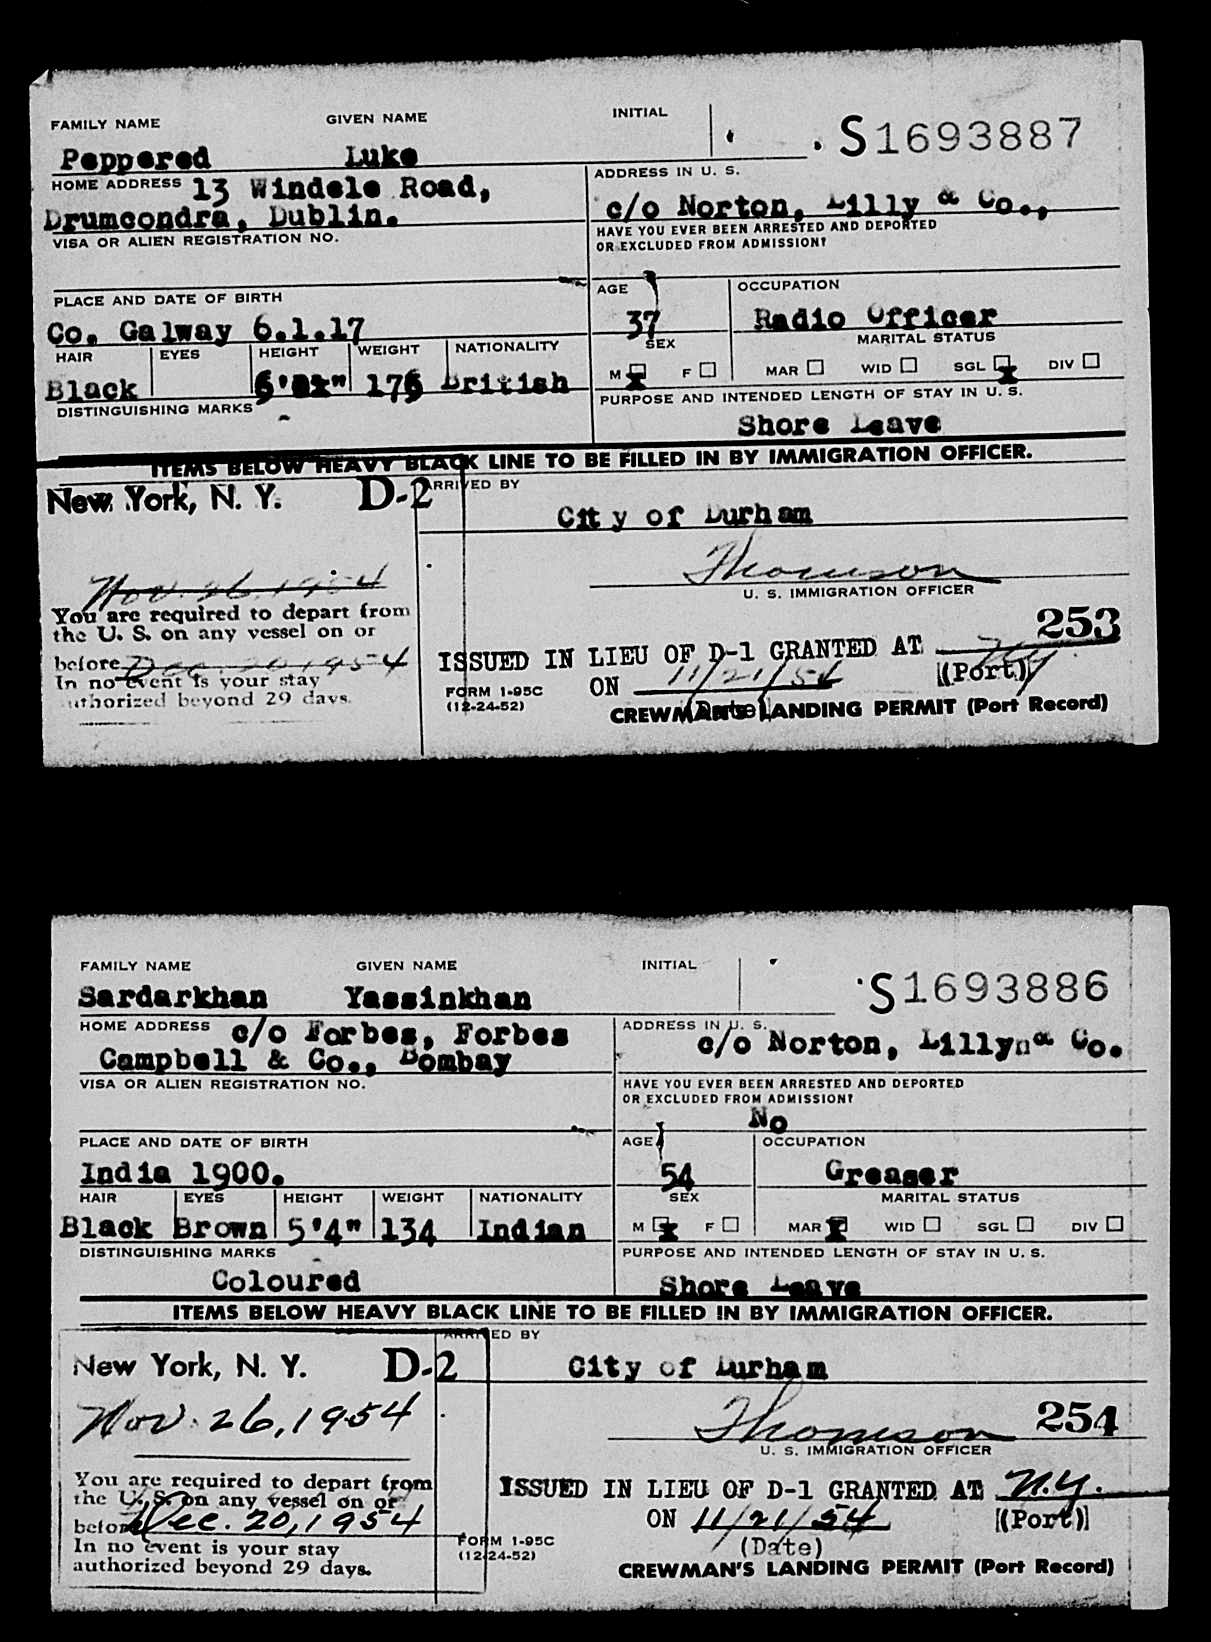 FAMILY NAME GIVEN NAME INITIAL
Peppered Luke . S1693887
HOME ADDRESS 13 Windele Road,
Drumcondra, Dublin.
ADDRESS IN U. S.
c/o Norton, Lilly & Co.,
VISA OR ALIEN REGISTRATION NO.
HAVE YOU EVER BEEN ARRESTED AND DEPORTED
OR EXCLUDED FROM ADMISSION?
PLACE AND DATE OF BIRTH
Co. Galway 6.1.17
AGE OCCUPATION
37 Radio Officer
HAIR EYES HEIGHT WEIGHT NATIONALITY
Black 175 British
SEX MARITAL STATUS
M F MAR WID SGL DIV
DISTINGUISHING MARKS
-
PURPOSE AND INTENDED LENGTH OF STAY IN U. S.
Shore Leave
ITEMS BELOW HEAVY BLACK LINE TO BE FILLED IN BY IMMIGRATION OFFICER.
New York, N. Y. D-2
ARRIVED BY
City of Durham
Nov. 26, 1954
Thomson
U. S. IMMIGRATION OFFICER
You are required to depart from
the U. S. on any vessel on or
before Dec. 20, 1954
In no event is your stay
authorized beyond 29 days.
253
ISSUED IN LIEU OF D-1 GRANTED AT NY
(Port)
ON 11/21/54
(Date)
FORM I-95C
(12-24-52)
CREWMAN'S LANDING PERMIT (Port Record)
FAMILY NAME GIVEN NAME INITIAL
Sardarkhan Yassinkhan S1693886
HOME ADDRESS c/o Forbes, Forbes
Campbell & Co., Bombay
ADDRESS IN U. S.
c/o Norton, Lilly & Co.
VISA OR ALIEN REGISTRATION NO.
HAVE YOU EVER BEEN ARRESTED AND DEPORTED
OR EXCLUDED FROM ADMISSION?
No
PLACE AND DATE OF BIRTH
India 1900.
AGE OCCUPATION
54 Greaser
HAIR EYES HEIGHT WEIGHT NATIONALITY
Black Brown 5'4" 134 Indian
SEX MARITAL STATUS
M F MAR WID SGL DIV
DISTINGUISHING MARKS
Coloured
PURPOSE AND INTENDED LENGTH OF STAY IN U. S.
Shore Leave
ITEMS BELOW HEAVY BLACK LINE TO BE FILLED IN BY IMMIGRATION OFFICER.
New York, N. Y. D-2
ARRIVED BY
City of Durham
Nov. 26, 1954
Thomson
254
U. S. IMMIGRATION OFFICER
You are required to depart from
the U. S. on any vessel on or
before Dec. 20, 1954
In no event is your stay
authorized beyond 29 days.
ISSUED IN LIEU OF D-1 GRANTED AT N.Y.
(Port)
ON 11/21/54
(Date)
FORM I-95C
(12-24-52)
CREWMAN'S LANDING PERMIT (Port Record)